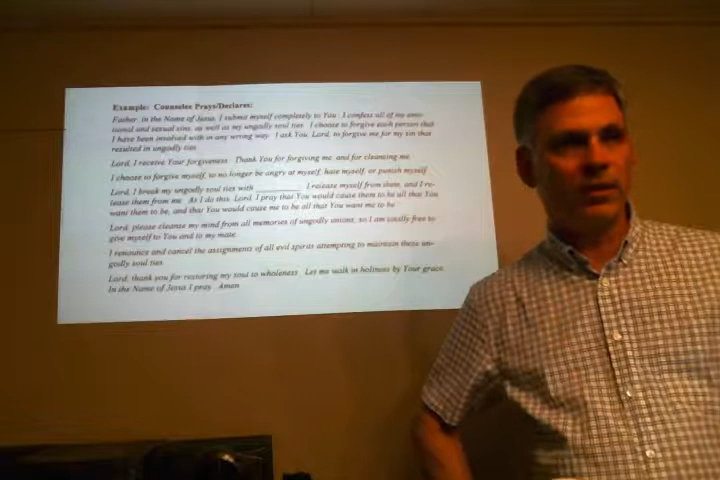 Example: Counselee Prays/Declares:
Father, in the Name of Jesus, I submit myself completely to You. I confess all of my emo-
tional and sexual sins, as well as my ungodly soul ties. I choose to forgive each person that
I have been involved with in any wrong way. I ask You, Lord, to forgive me for my sin that
resulted in ungodly ties.
Lord, I receive Your forgiveness. Thank You for forgiving me, and for cleansing me.
I choose to forgive myself, to no longer be angry at myself, hate myself, or punish myself.
Lord, I break my ungodly soul ties with __________. I release myself from them, and I re-
lease them from me. As I do this, Lord, I pray that You would cause them to be all that You
want them to be, and that You would cause me to be all that You want me to be.
Lord, please cleanse my mind from all memories of ungodly unions, so I am totally free to
give myself to You and to my mate.
I renounce and cancel the assignments of all evil spirits attempting to maintain these un-
godly soul ties.
Lord, thank you for restoring my soul to wholeness. Let me walk in holiness by Your grace.
In the Name of Jesus I pray. Amen